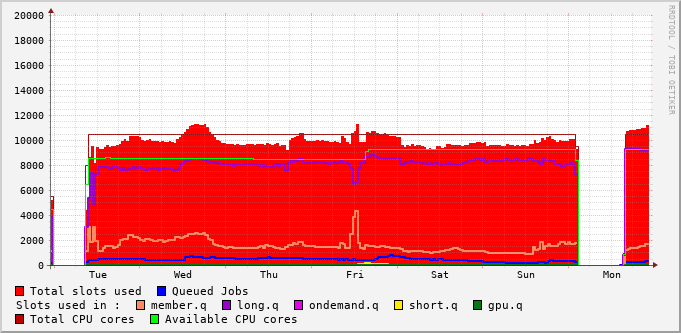 20000
18000
16000
14000
12000
10000
8000
6000
4000
2000
0
Tue Wed Thu Fri Sat Sun Mon
RRDTOOL / TOBI OETIKER
Total slots used Queued Jobs
Slots used in : member.q long.q ondemand.q short.q gpu.q
Total CPU cores Available CPU cores